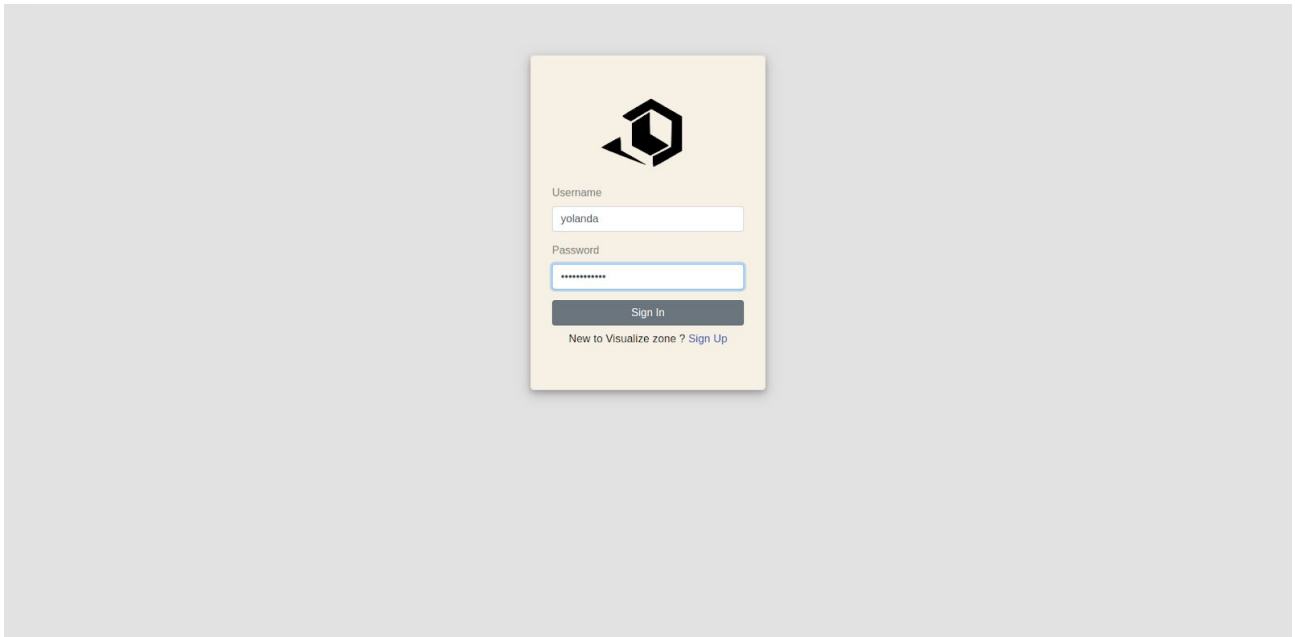 Username
yolanda
Password
••••••••••••
Sign In
New to Visualize zone ? Sign Up